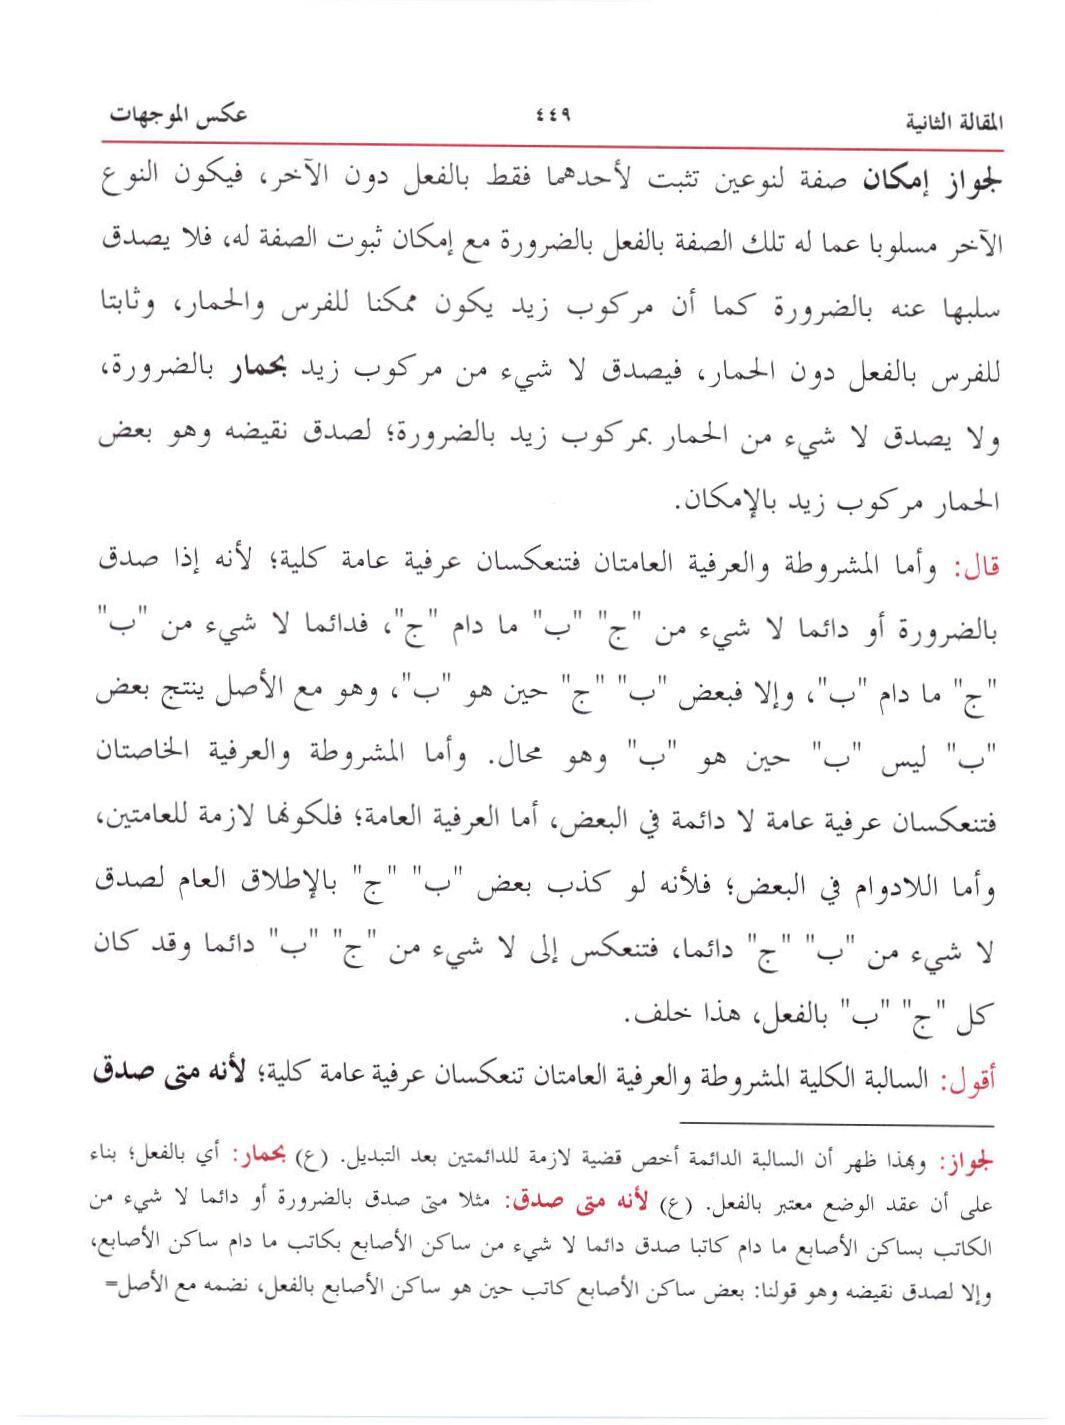 المقالة الثانية ٤٤٩ عكس الموجهات
لجواز إمكان صفة لنوعين تثبت لأحدهما فقط بالفعل دون الآخر، فيكون النوع
الآخر مسلوبا عما له تلك الصفة بالفعل بالضرورة مع إمكان ثبوت الصفة له، فلا يصدق
سلبها عنه بالضرورة كما أن مركوب زيد يكون ممكنا للفرس والحمار، وثابتا
للفرس بالفعل دون الحمار، فيصدق لا شيء من مركوب زيد بحمار بالضرورة،
ولا يصدق لا شيء من الحمار بمركوب زيد بالضرورة؛ لصدق نقيضه وهو بعض
الحمار مركوب زيد بالإمكان.
قال: وأما المشروطة والعرفية العامتان فتنعكسان عرفية عامة كلية؛ لأنه إذا صدق
بالضرورة أو دائما لا شيء من "ج" "ب" ما دام "ج"، فدائما لا شيء من "ب"
"ج" ما دام "ب"، وإلا فبعض "ب" "ج" حين هو "ب"، وهو مع الأصل ينتج بعض
"ب" ليس "ب" حين هو "ب" وهو محال. وأما المشروطة والعرفية الخاصتان
فتنعكسان عرفية عامة لا دائمة في البعض، أما العرفية العامة؛ فلكونها لازمة للعامتين،
وأما اللادوام في البعض؛ فلأنه لو كذب بعض "ب" "ج" بالإطلاق العام لصدق
لا شيء من "ب" "ج" دائما، فتنعكس إلى لا شيء من "ج" "ب" دائما وقد كان
كل "ج" "ب" بالفعل، هذا خلف.
أقول: السالبة الكلية المشروطة والعرفية العامتان تنعكسان عرفية عامة كلية؛ لأنه متى صدق
لجواز: وبهذا ظهر أن السالبة الدائمة أخص قضية لازمة للدائمتين بعد التبديل. (ع) بحمار: أي بالفعل؛ بناء
على أن عقد الوضع معتبر بالفعل. (ع) لأنه متى صدق: مثلا متى صدق بالضرورة أو دائما لا شيء من
الكاتب بساكن الأصابع ما دام كاتبا صدق دائما لا شيء من ساكن الأصابع بكاتب ما دام ساكن الأصابع،
وإلا لصدق نقيضه وهو قولنا: بعض ساكن الأصابع كاتب حين هو ساكن الأصابع بالفعل، نضمه مع الأصل=